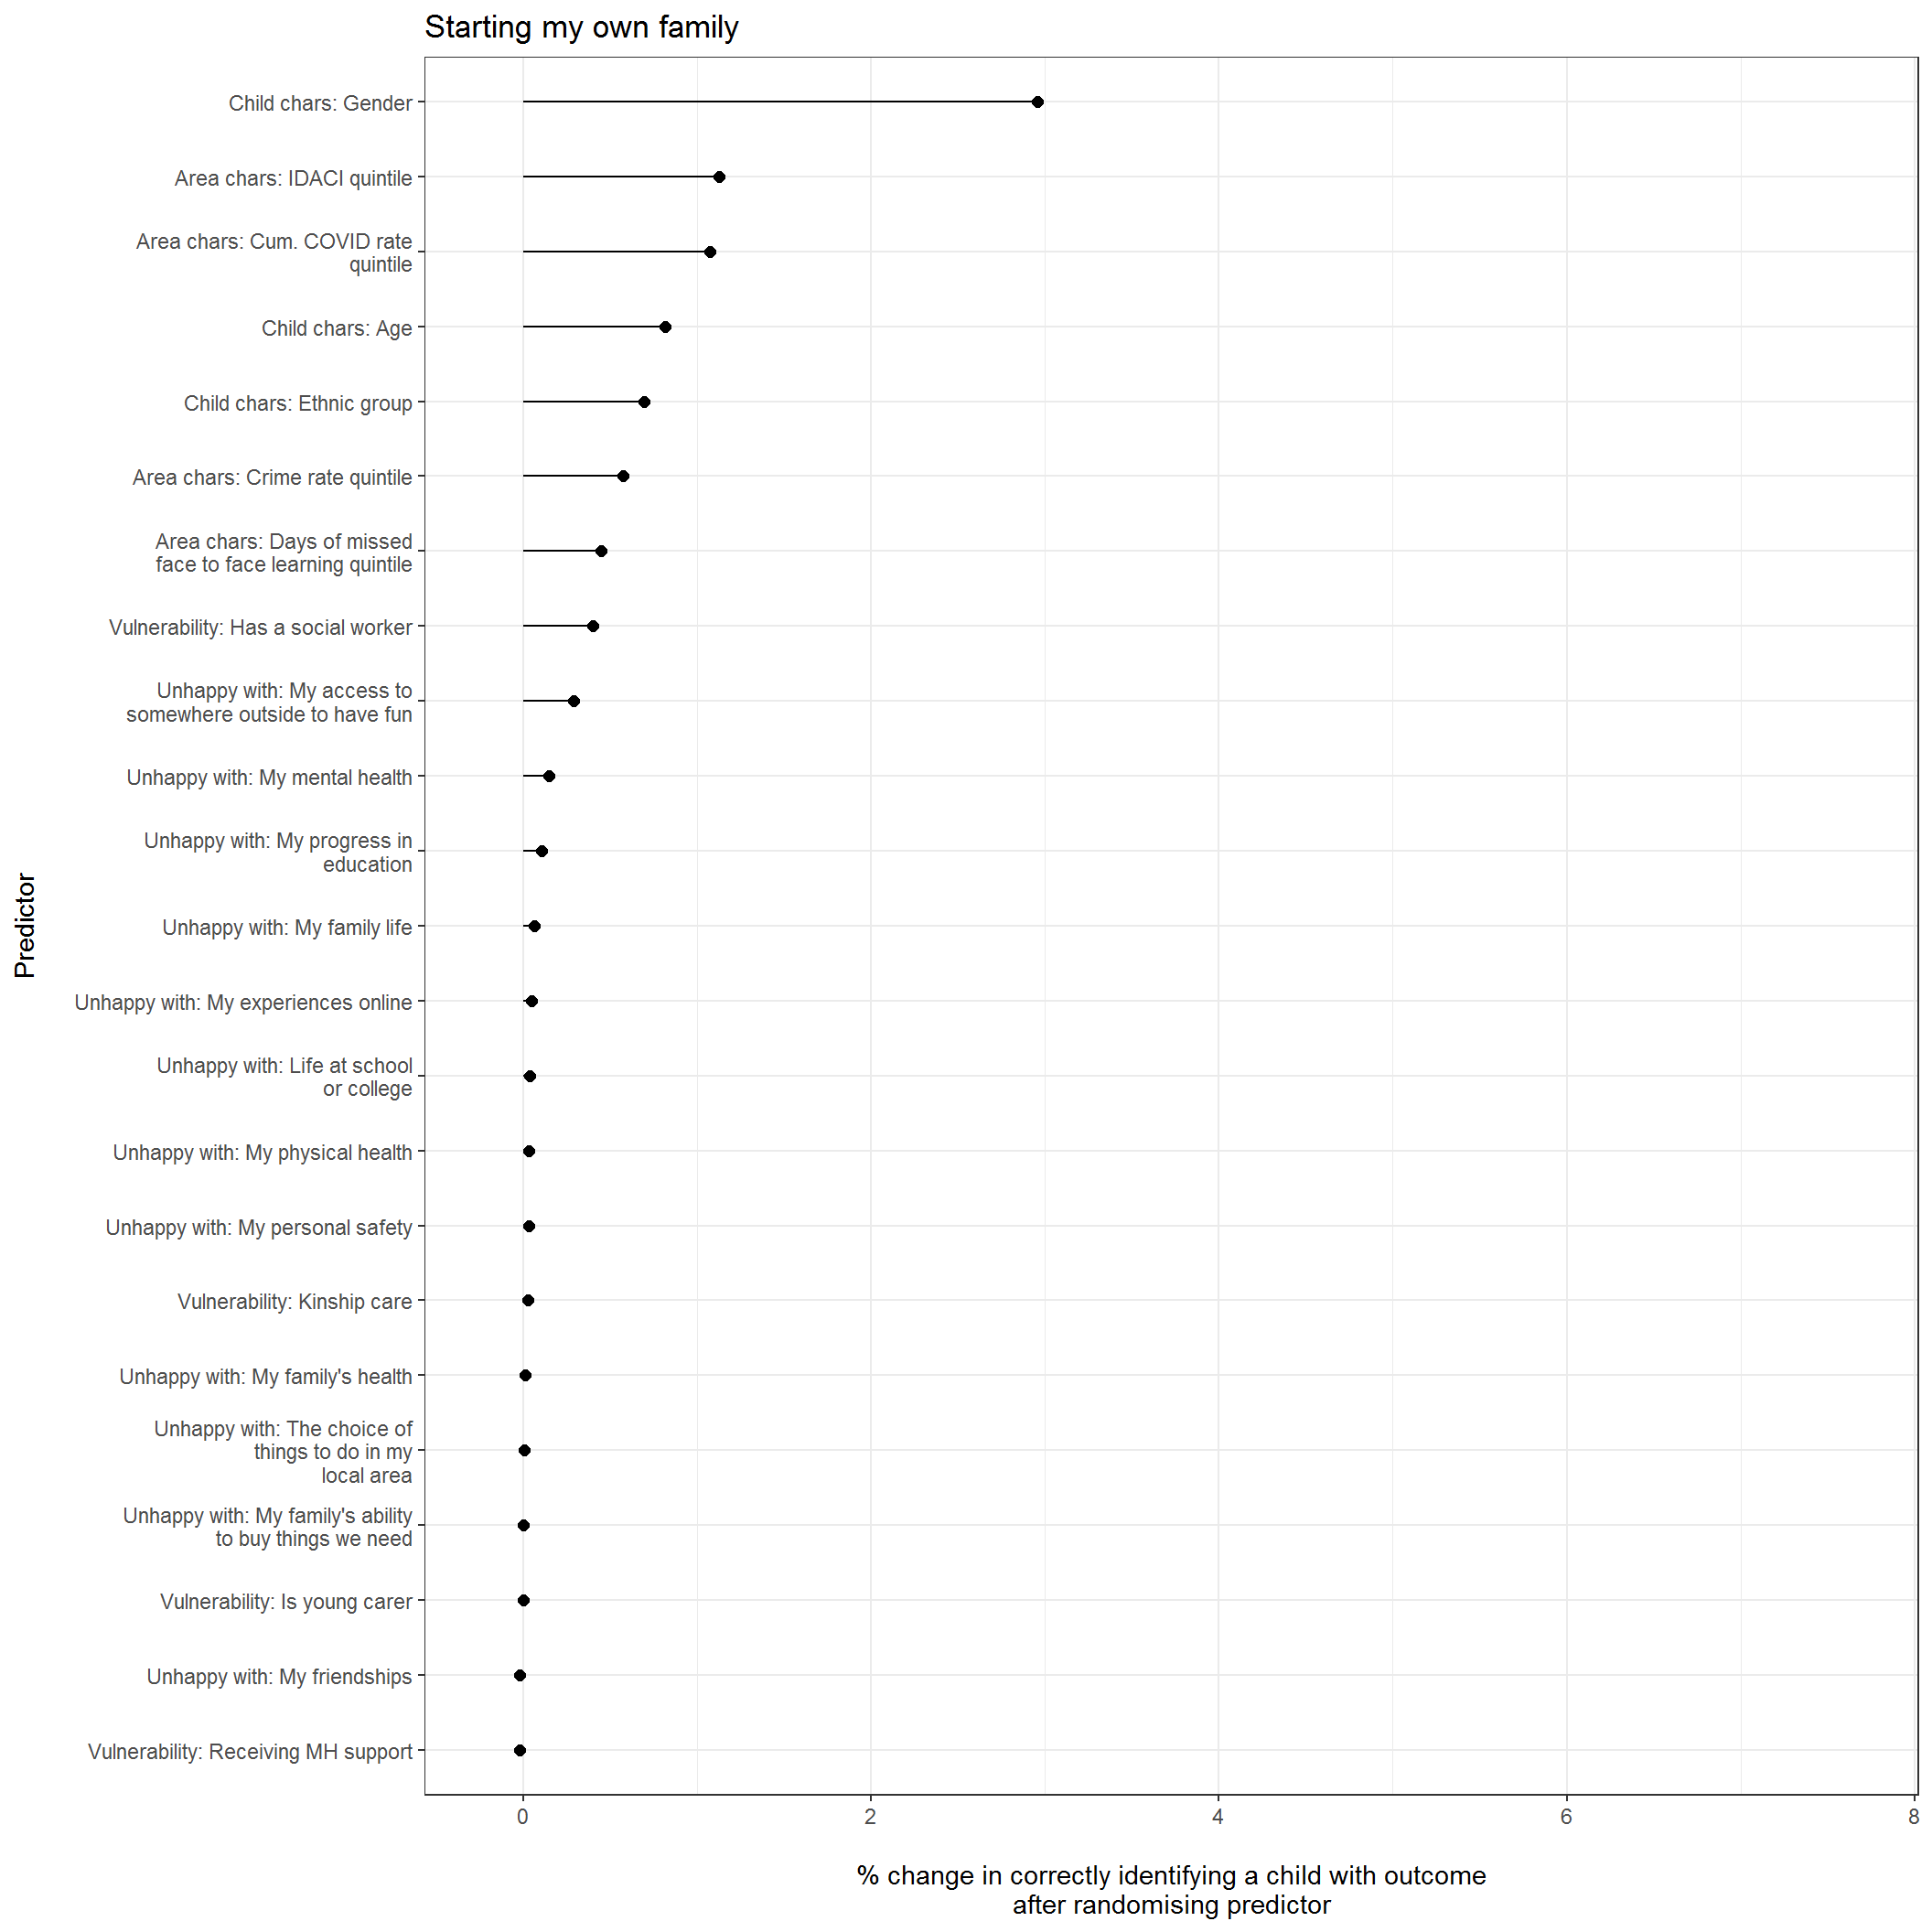 Starting my own family
Predictor
Child chars: Gender
Area chars: IDACI quintile
Area chars: Cum. COVID rate
quintile
Child chars: Age
Child chars: Ethnic group
Area chars: Crime rate quintile
Area chars: Days of missed
face to face learning quintile
Vulnerability: Has a social worker
Unhappy with: My access to
somewhere outside to have fun
Unhappy with: My mental health
Unhappy with: My progress in
education
Unhappy with: My family life
Unhappy with: My experiences online
Unhappy with: Life at school
or college
Unhappy with: My physical health
Unhappy with: My personal safety
Vulnerability: Kinship care
Unhappy with: My family's health
Unhappy with: The choice of
things to do in my
local area
Unhappy with: My family's ability
to buy things we need
Vulnerability: Is young carer
Unhappy with: My friendships
Vulnerability: Receiving MH support
0 2 4 6 8
% change in correctly identifying a child with outcome
after randomising predictor